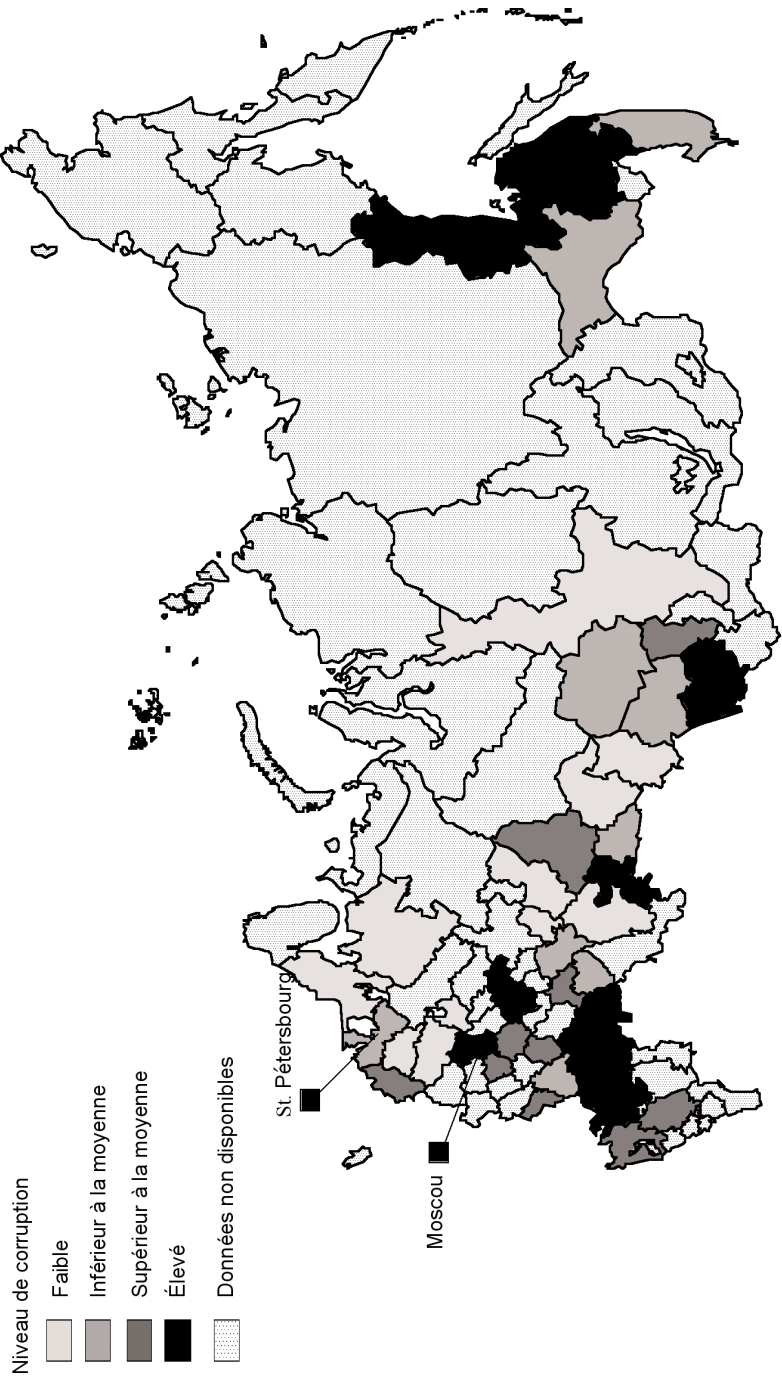 Niveau de corruption
Faible
Inférieur à la moyenne
Supérieur à la moyenne
Élevé
Données non disponibles
St. Pétersbourg
Moscou